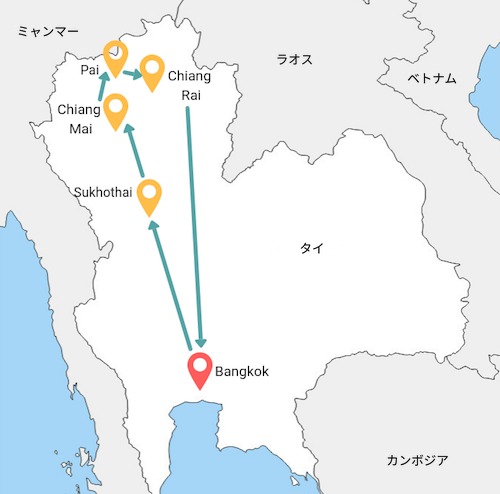 ミャンマー
ラオス
ベトナム
Pai
Chiang
Rai
Chiang
Mai
Sukhothai
タイ
Bangkok
カンボジア